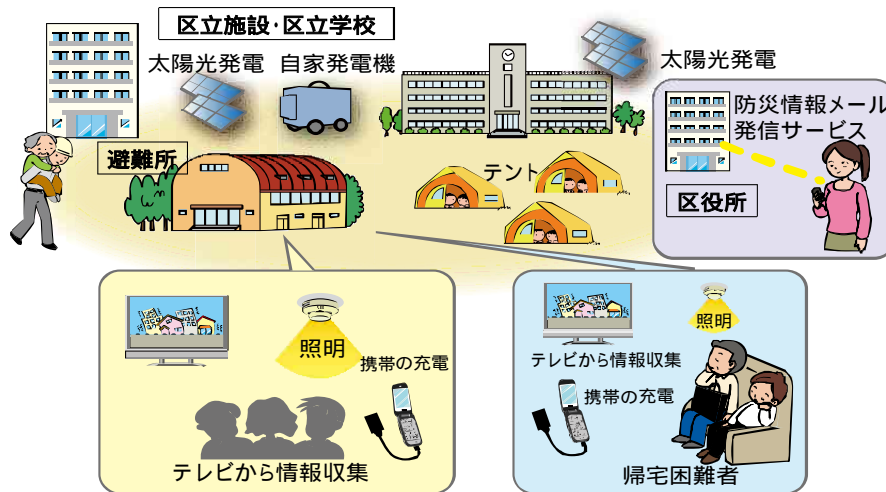 区立施設・区立学校
太陽光発電
自家発電機
太陽光発電
避難所
テント
防災情報メール
発信サービス
区役所
照明
携帯の充電
テレビから情報収集
照明
テレビから情報収集
携帯の充電
帰宅困難者